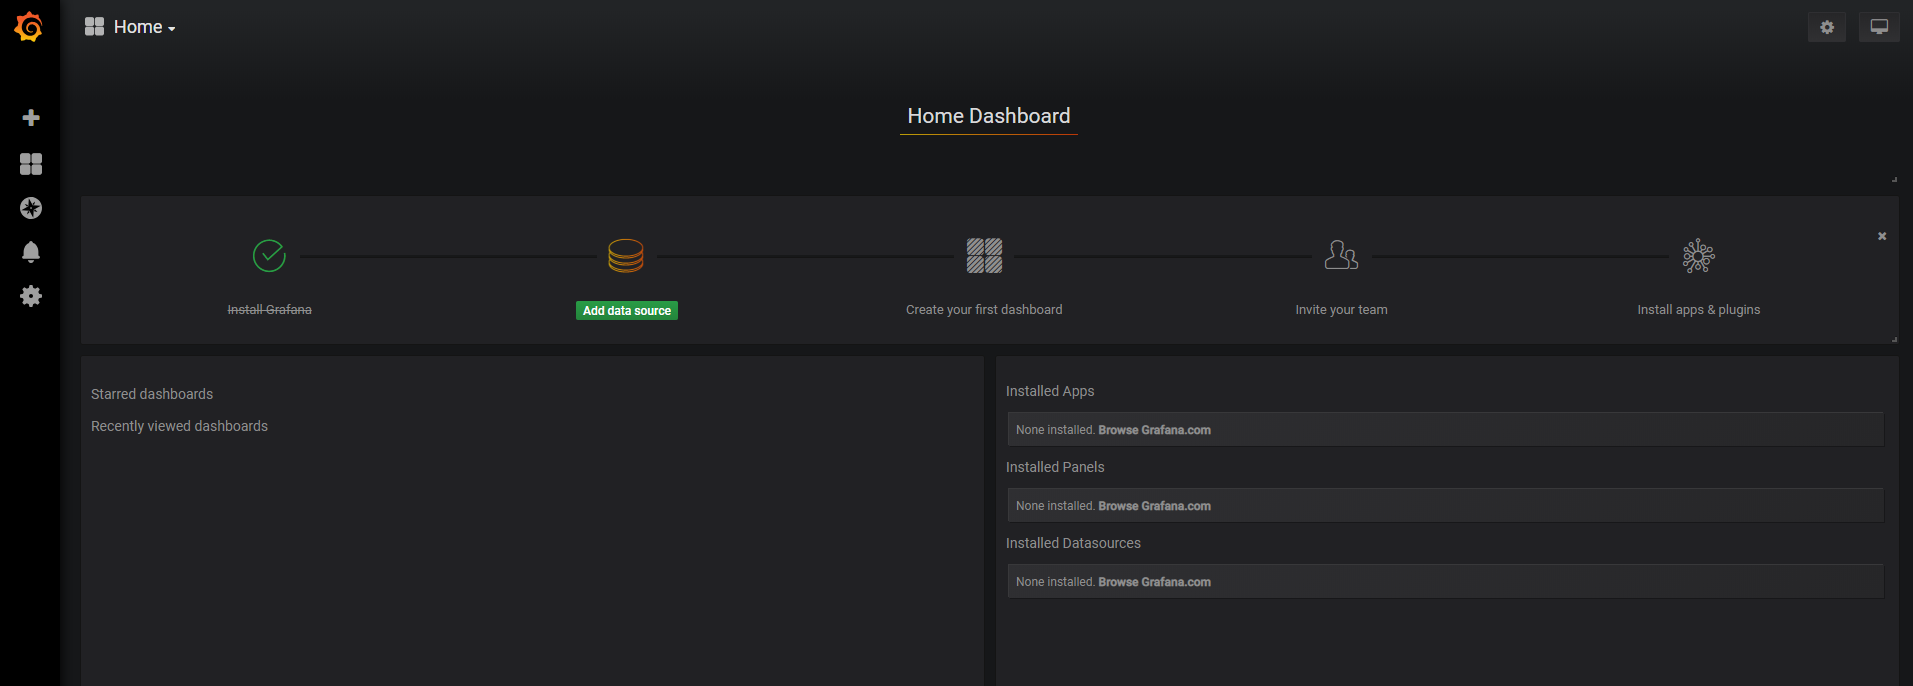 Home
Home Dashboard
Install Grafana
Add data source
Create your first dashboard
Invite your team
Install apps & plugins
Starred dashboards
Recently viewed dashboards
Installed Apps
None installed. Browse Grafana.com
Installed Panels
None installed. Browse Grafana.com
Installed Datasources
None installed. Browse Grafana.com